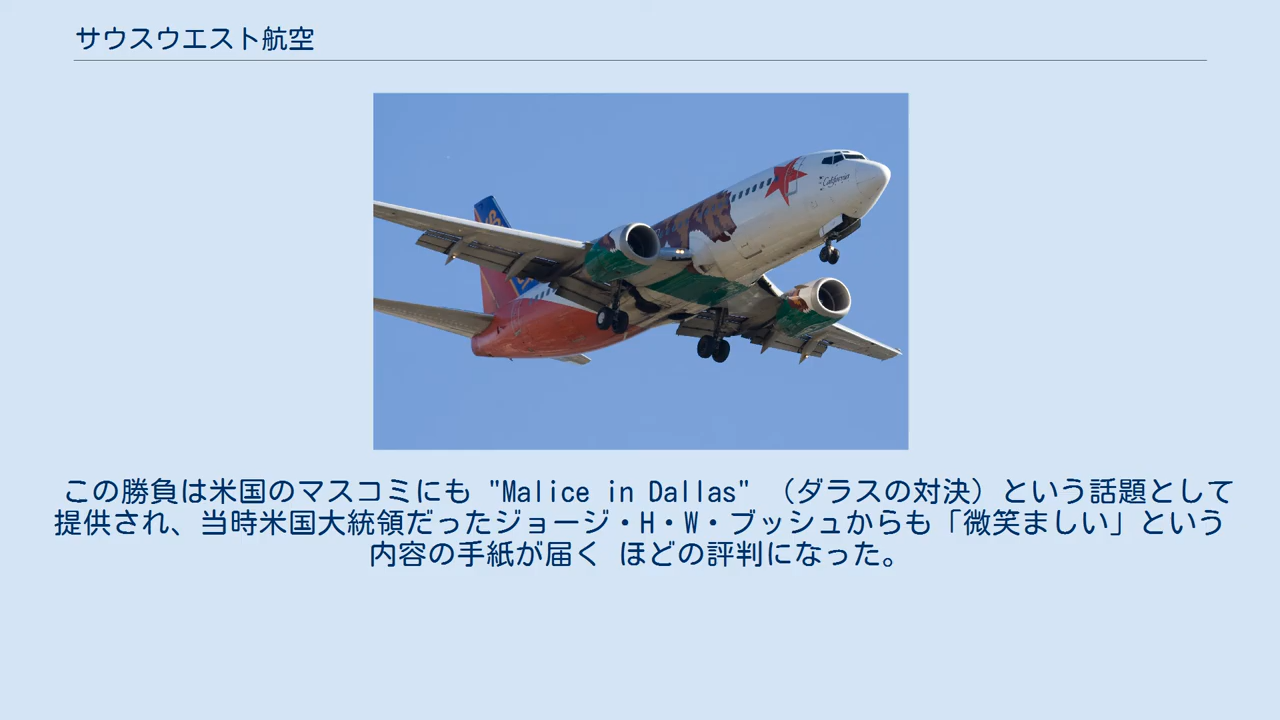 サウスウエスト航空
California
この勝負は米国のマスコミにも "Malice in Dallas" （ダラスの対決）という話題として
提供され、当時米国大統領だったジョージ・H・W・ブッシュからも「微笑ましい」という
内容の手紙が届く ほどの評判になった。